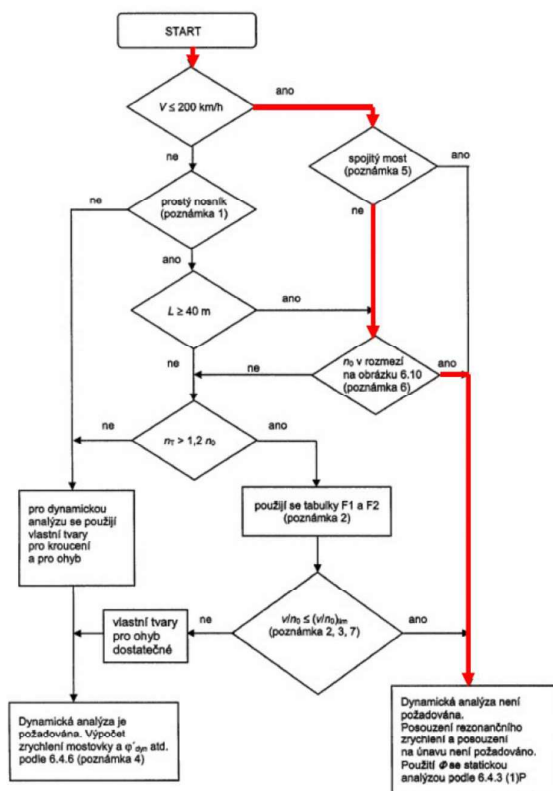 START
V ≤ 200 km/h
ano
ne
spojitý most
(poznámka 5)
ano
ne
prostý nosník
(poznámka 1)
ne
ano
L ≥ 40 m
ano
ne
n₀ v rozmezí
na obrázku 6.10
(poznámka 6)
ano
ne
nT > 1,2 n₀
ne
ano
pro dynamickou
analýzu se použijí
vlastní tvary
pro kroucení
a pro ohyb
použijí se tabulky F1 a F2
(poznámka 2)
v/n₀ ≤ (v/n₀)lim
(poznámka 2, 3, 7)
ne
ano
vlastní tvary
pro ohyb
dostatečné
Dynamická analýza je
požadována. Výpočet
zrychlení mostovky a φ´dyn atd.
podle 6.4.6 (poznámka 4)
Dynamická analýza není
požadována.
Posouzení rezonančního
zrychlení a posouzení
na únavu není požadováno.
Použití Φ se statickou
analýzou podle 6.4.3 (1)P